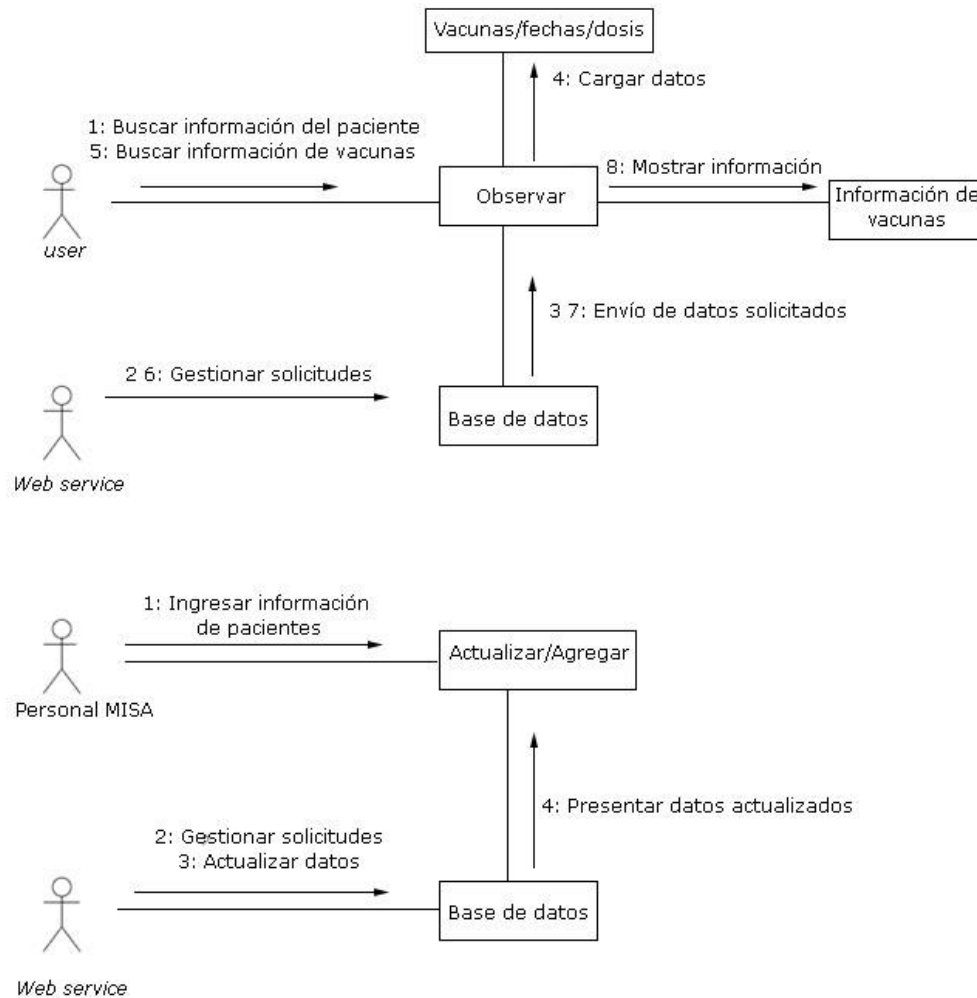 Vacunas/fechas/dosis
4: Cargar datos
1: Buscar información del paciente
5: Buscar información de vacunas
8: Mostrar información
Observar
Información de
vacunas
user
3 7: Envío de datos solicitados
2 6: Gestionar solicitudes
Base de datos
Web service
1: Ingresar información
de pacientes
Actualizar/Agregar
Personal MISA
4: Presentar datos actualizados
2: Gestionar solicitudes
3: Actualizar datos
Base de datos
Web service